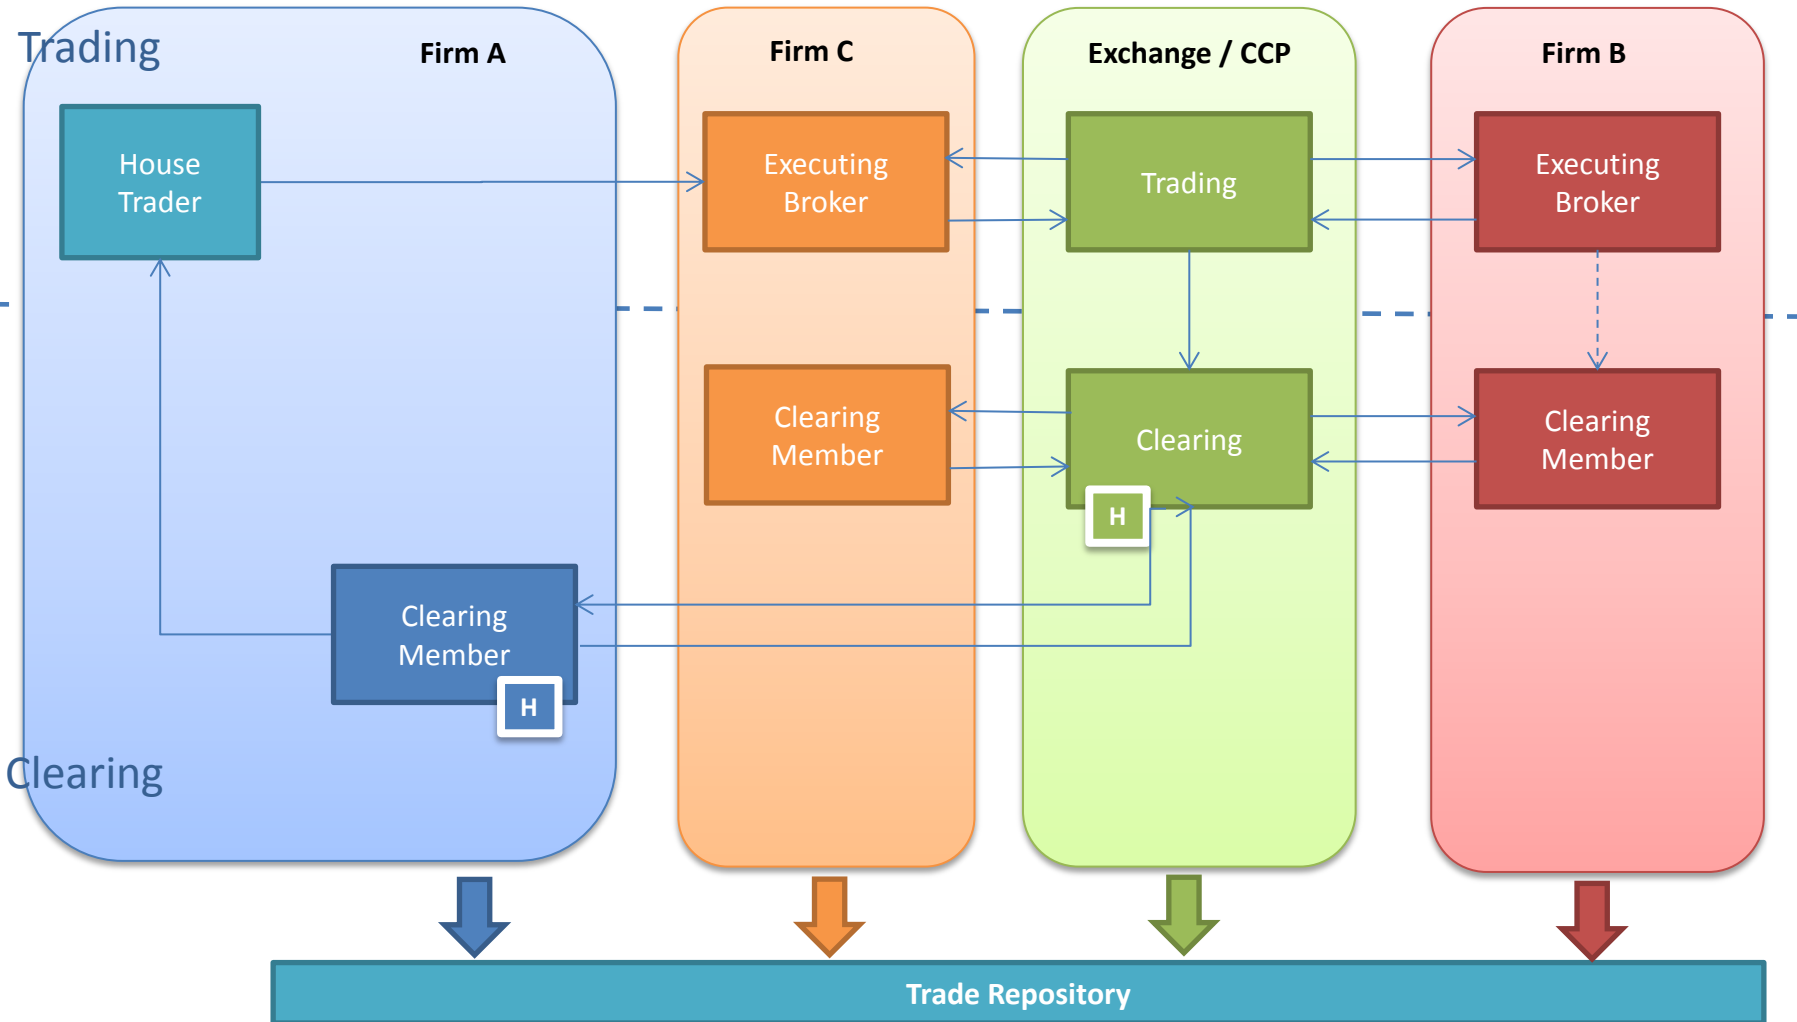 Trading
Firm A
Firm C
Exchange / CCP
Firm B
House
Trader
Executing
Broker
Trading
Executing
Broker
Clearing
Member
Clearing
Clearing
Member
H
Clearing
Member
H
Clearing
Trade Repository